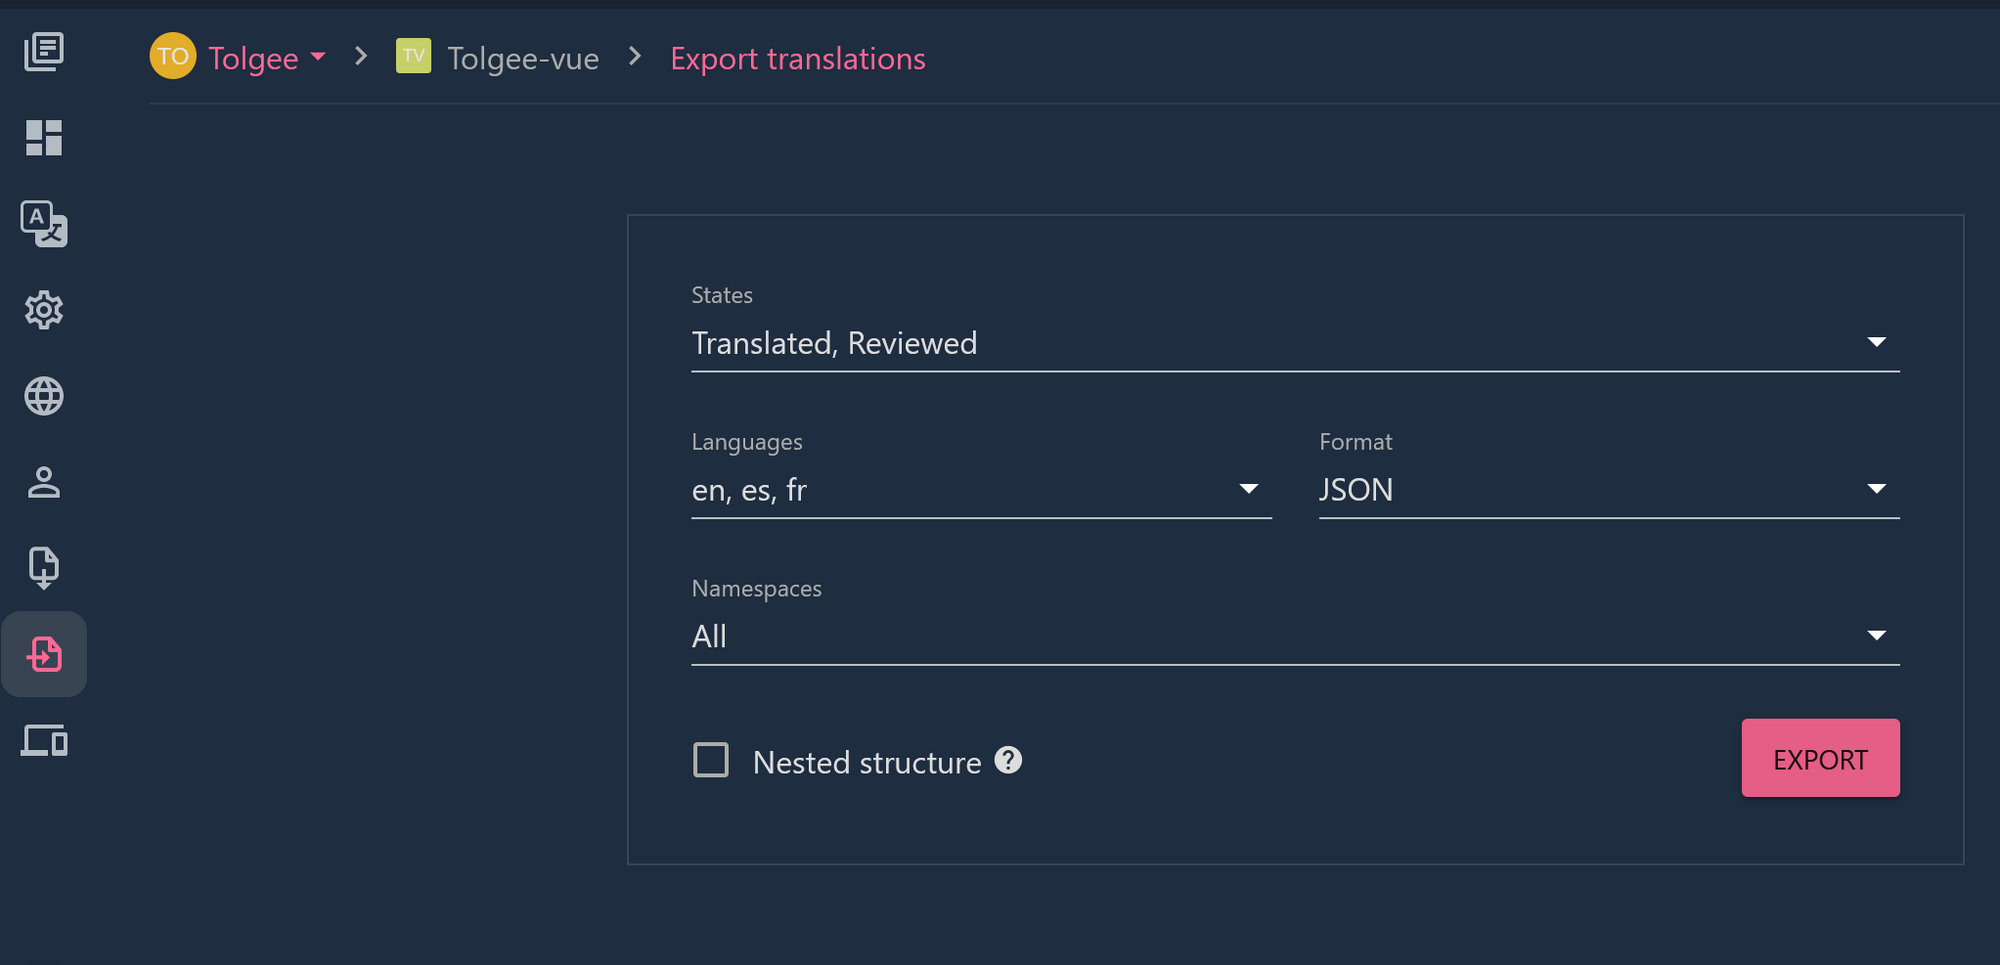 TO Tolgee > TV Tolgee-vue > Export translations
A 文
States
Translated, Reviewed
Languages Format
en, es, fr JSON
Namespaces
All
Nested structure ?
EXPORT